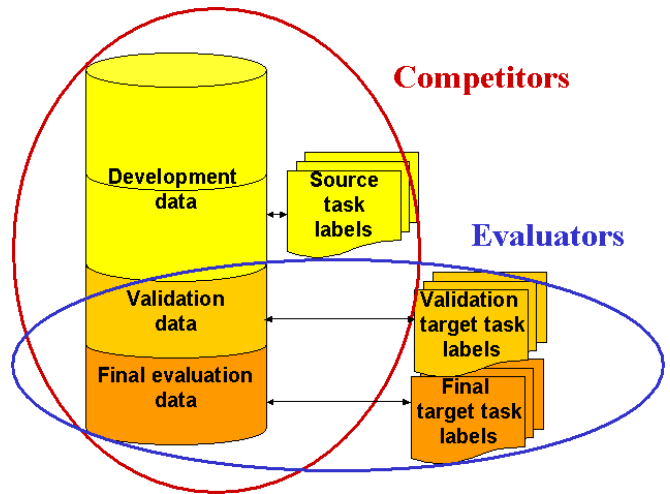 Competitors
Development
data
Source
task
labels
Evaluators
Validation
data
Validation
target task
labels
Final evaluation
data
Final
target task
labels